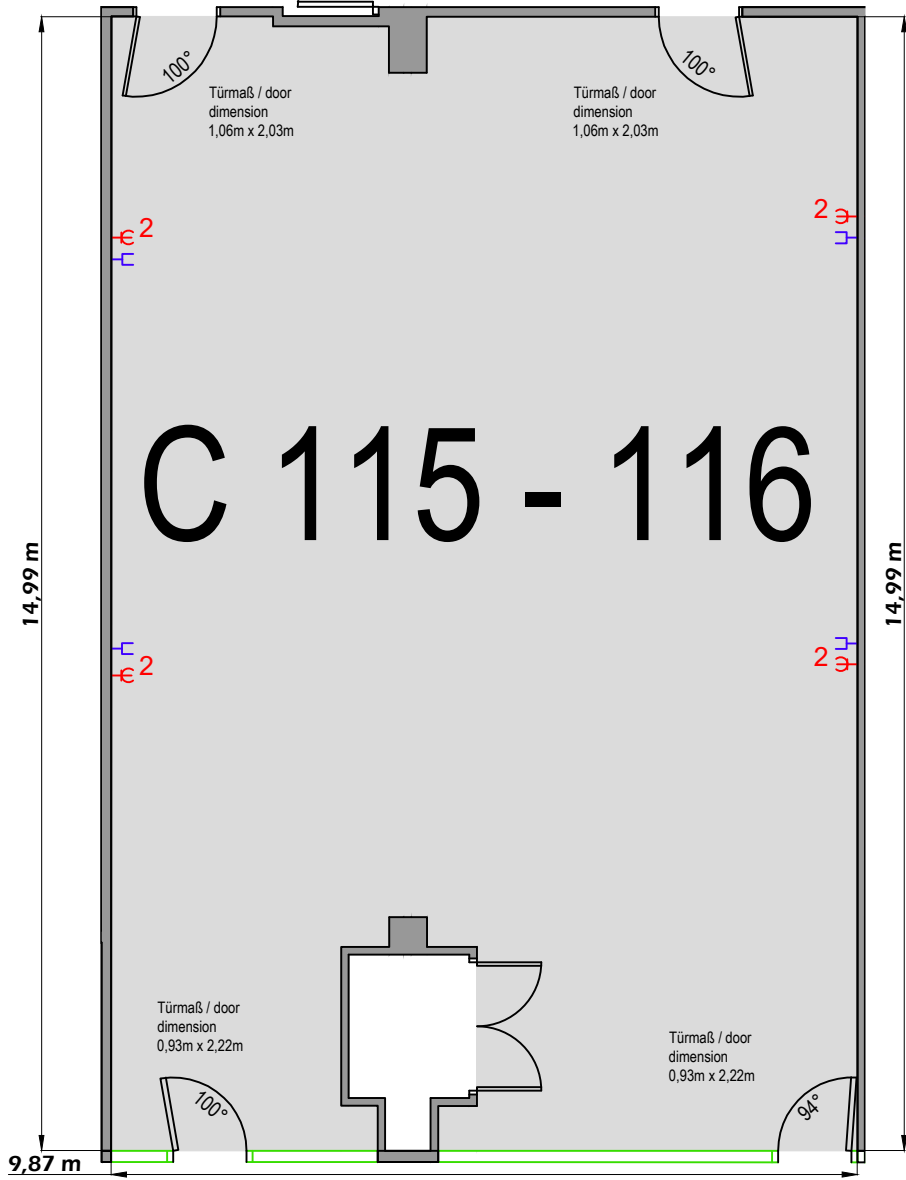 100°
100°
Türmaß / door
dimension
1,06m x 2,03m
Türmaß / door
dimension
1,06m x 2,03m
2
2
C 115 - 116
14,99 m
14,99 m
2
2
Türmaß / door
dimension
0,93m x 2,22m
Türmaß / door
dimension
0,93m x 2,22m
100°
94°
9,87 m